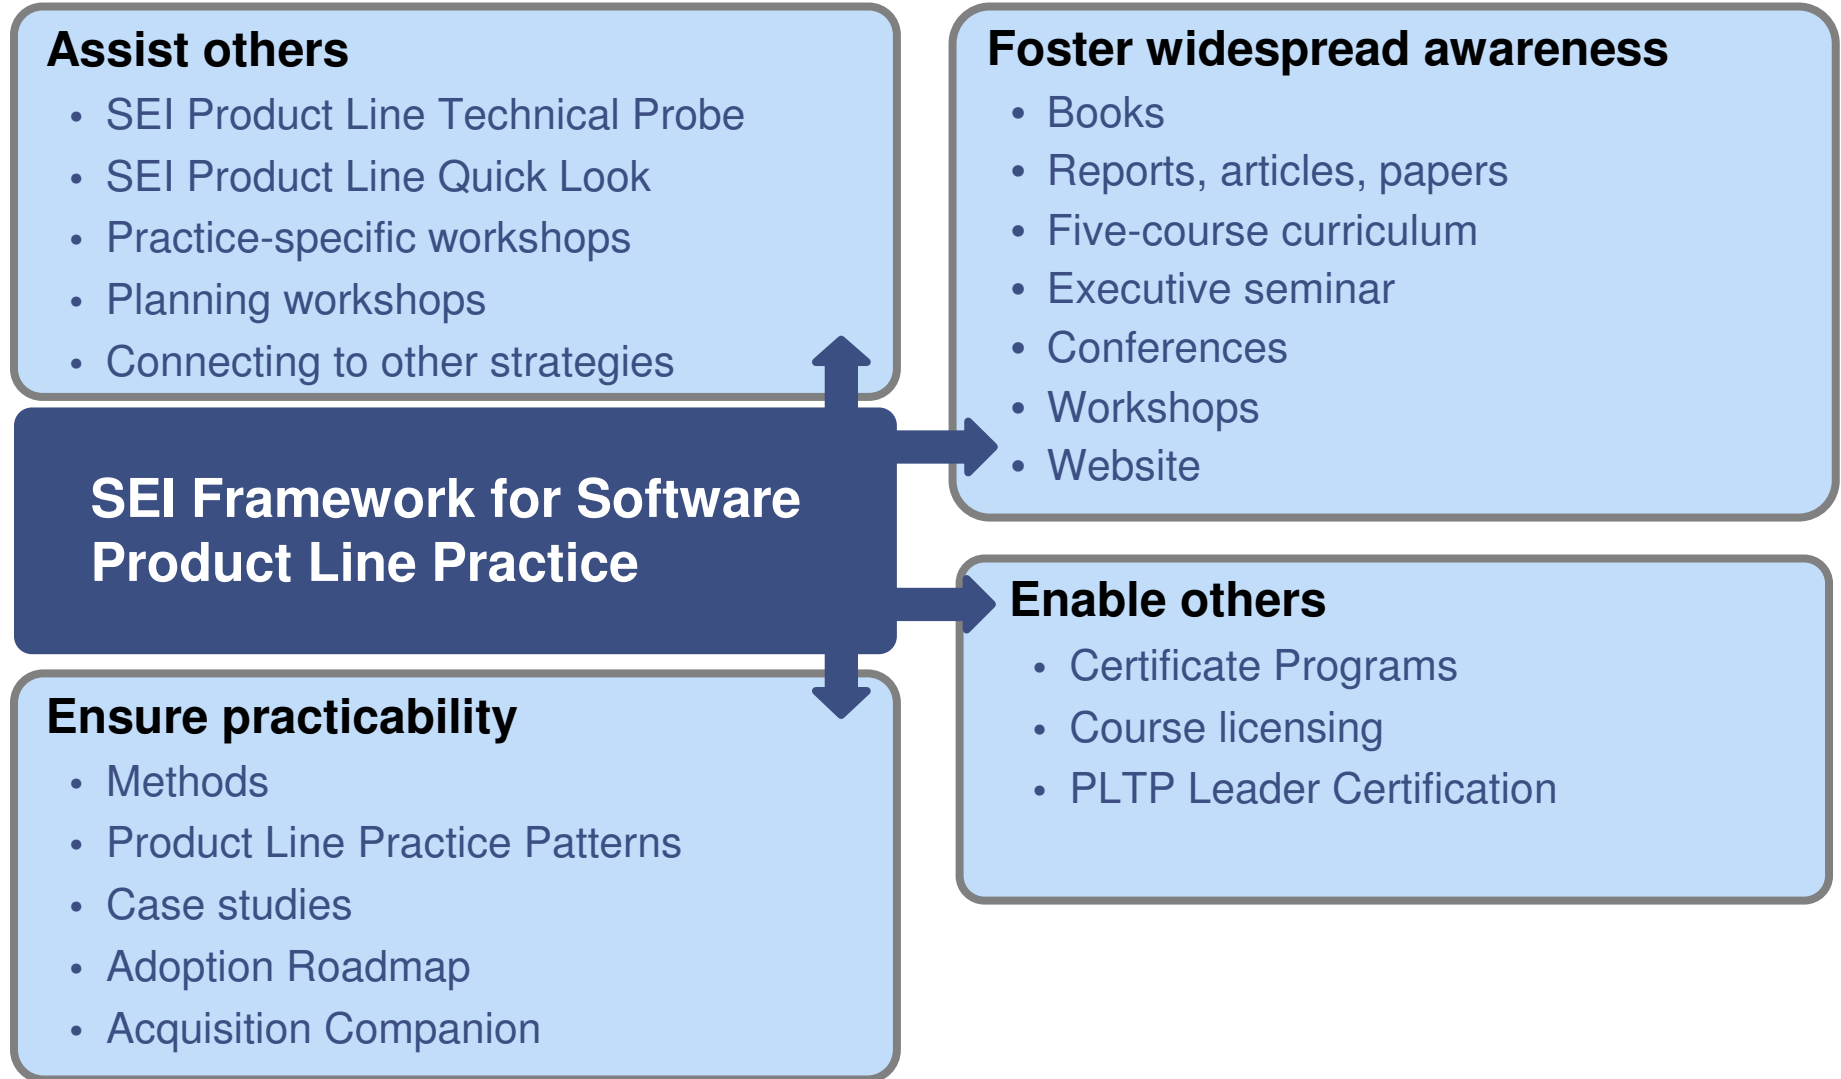 Assist others
• SEI Product Line Technical Probe
• SEI Product Line Quick Look
• Practice-specific workshops
• Planning workshops
• Connecting to other strategies
SEI Framework for Software
Product Line Practice
Ensure practicability
• Methods
• Product Line Practice Patterns
• Case studies
• Adoption Roadmap
• Acquisition Companion
Foster widespread awareness
• Books
• Reports, articles, papers
• Five-course curriculum
• Executive seminar
• Conferences
• Workshops
• Website
Enable others
• Certificate Programs
• Course licensing
• PLTP Leader Certification